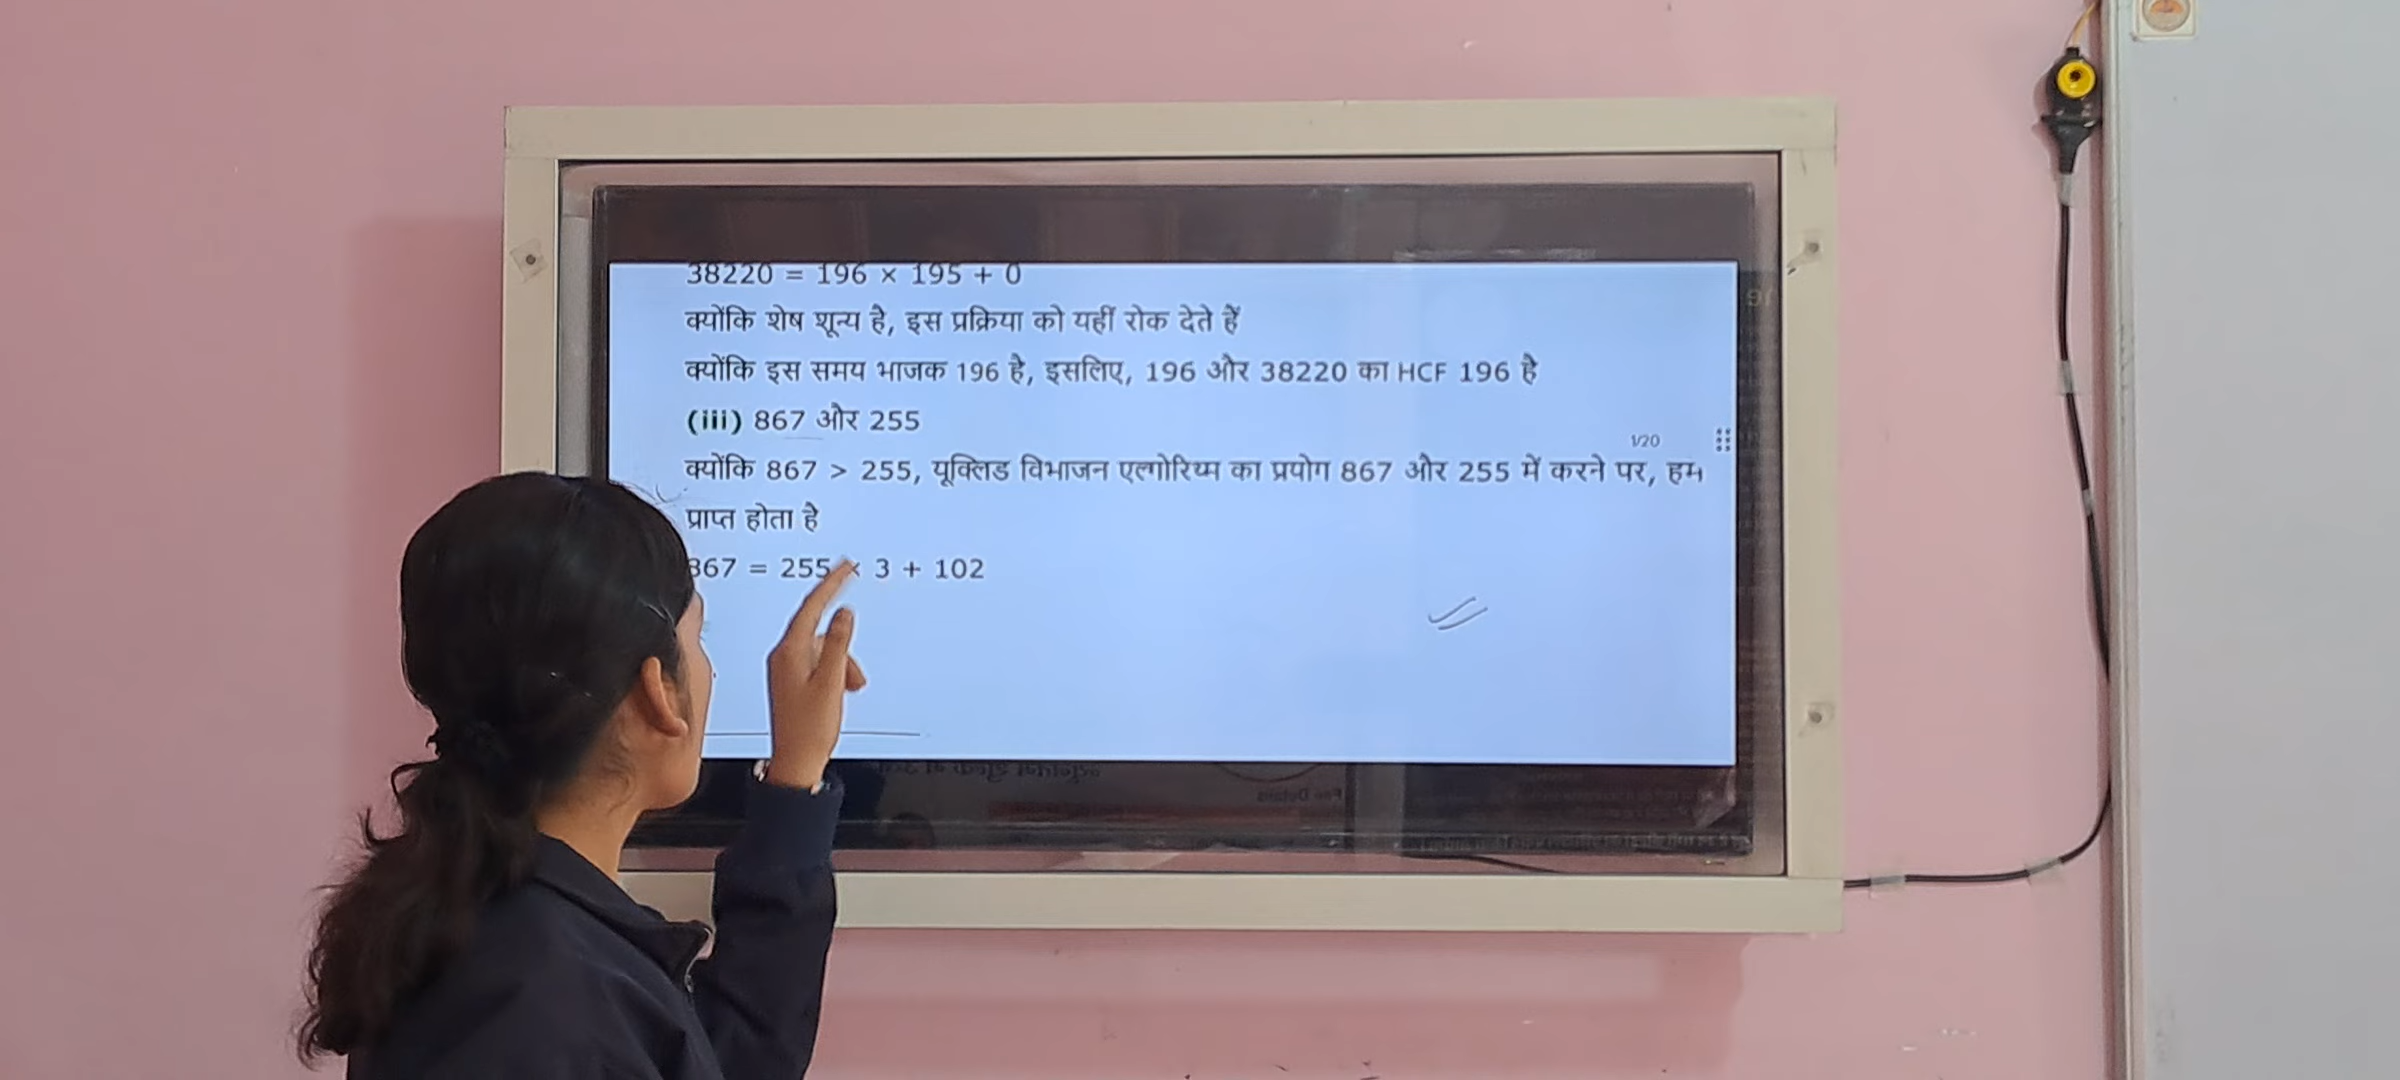 38220 = 196 × 195 + 0
क्योंकि शेष शून्य है, इस प्रक्रिया को यहीं रोक देते हैं
क्योंकि इस समय भाजक 196 है, इसलिए, 196 और 38220 का HCF 196 है
(iii) 867 और 255
1/20
क्योंकि 867 > 255, यूक्लिड विभाजन एल्गोरिथ्म का प्रयोग 867 और 255 में करने पर, हम
प्राप्त होता है
867 = 255 × 3 + 102